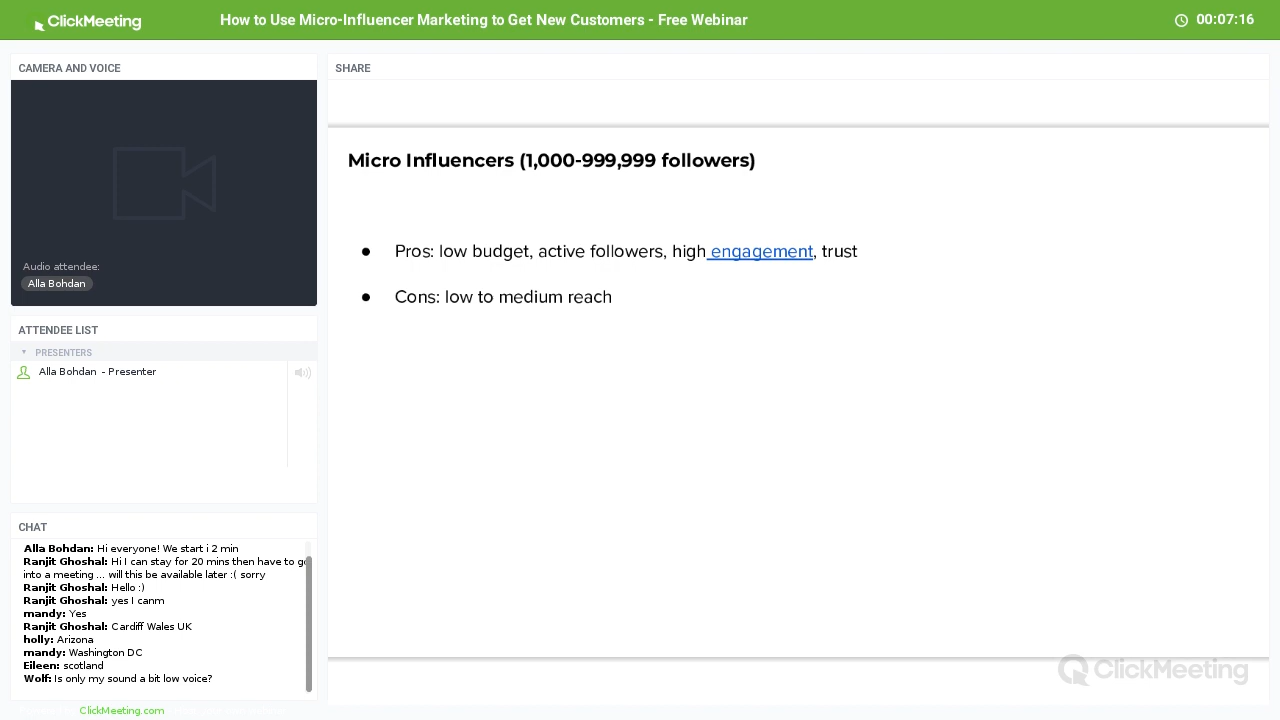 ClickMeeting
How to Use Micro-Influencer Marketing to Get New Customers - Free Webinar
00:07:16
CAMERA AND VOICE
Audio attendee:
Alla Bohdan
ATTENDEE LIST
PRESENTERS
Alla Bohdan - Presenter
CHAT
Alla Bohdan: Hi everyone! We start i 2 min
Ranjit Ghoshal: Hi I can stay for 20 mins then have to go
into a meeting ... will this be available later :( sorry
Ranjit Ghoshal: Hello :)
Ranjit Ghoshal: yes I canm
mandy: Yes
Ranjit Ghoshal: Cardiff Wales UK
holly: Arizona
mandy: Washington DC
Eileen: scotland
Wolf: Is only my sound a bit low voice?
ClickMeeting.com
SHARE
Micro Influencers (1,000-999,999 followers)
● Pros: low budget, active followers, high engagement, trust
● Cons: low to medium reach
ClickMeeting